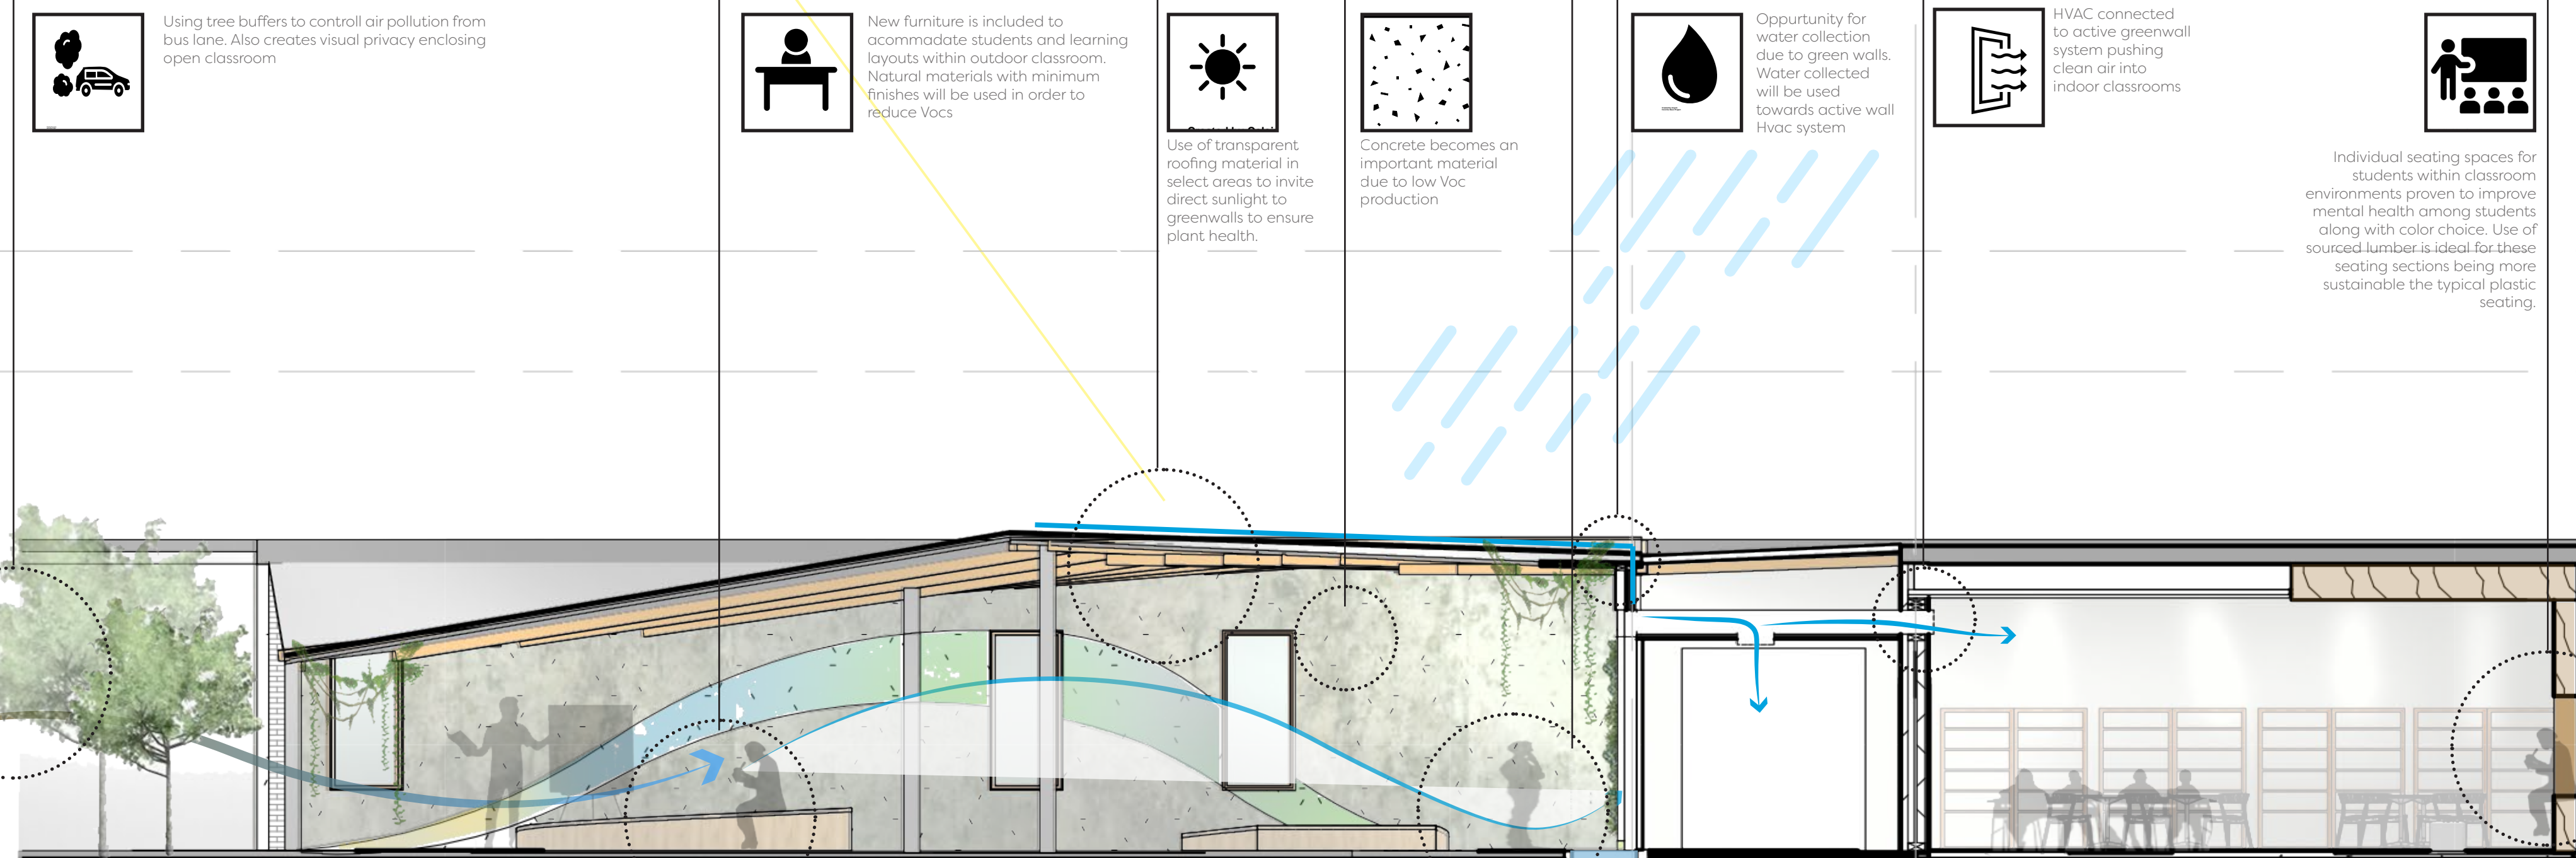 Using tree buffers to controll air pollution from
bus lane. Also creates visual privacy enclosing
open classroom
New furniture is included to
acommadate students and learning
layouts within outdoor classroom.
Natural materials with minimum
finishes will be used in order to
reduce Vocs
Use of transparent
roofing material in
select areas to invite
direct sunlight to
greenwalls to ensure
plant health.
Concrete becomes an
important material
due to low Voc
production
Oppurtunity for
water collection
due to green walls.
Water collected
will be used
towards active wall
Hvac system
HVAC connected
to active greenwall
system pushing
clean air into
indoor classrooms
Individual seating spaces for
students within classroom
environments proven to improve
mental health among students
along with color choice. Use of
sourced lumber is ideal for these
seating sections being more
sustainable the typical plastic
seating.